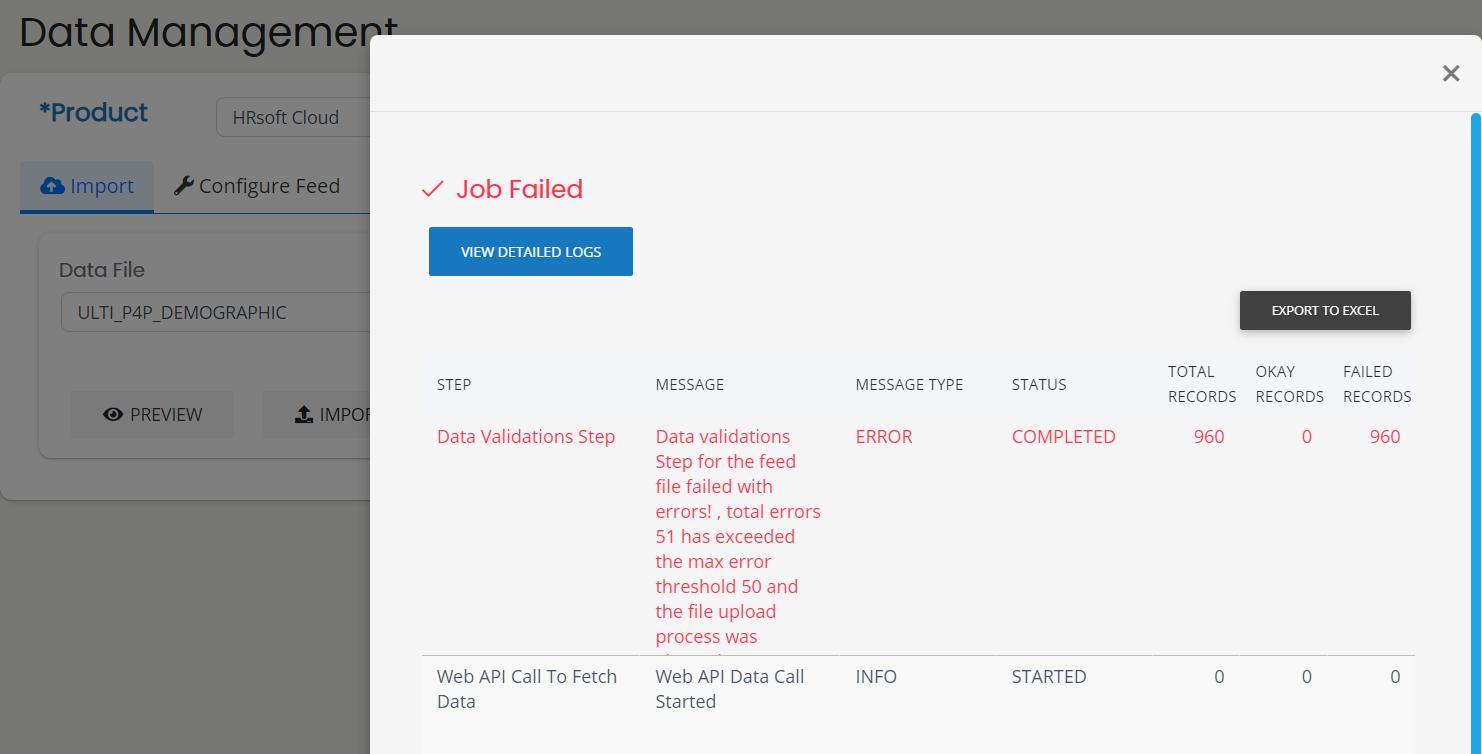 Data Management
×
*Product
HRsoft Cloud
Import
Configure Feed
Data File
ULTI_P4P_DEMOGRAPHIC
PREVIEW
IMPO
Job Failed
VIEW DETAILED LOGS
EXPORT TO EXCEL
STEP MESSAGE MESSAGE TYPE STATUS TOTAL RECORDS OKAY RECORDS FAILED RECORDS
Data Validations Step
Data validations
Step for the feed
file failed with
errors! , total errors
51 has exceeded
the max error
threshold 50 and
the file upload
process was
ERROR
COMPLETED
960
0
960
Web API Call To Fetch
Data
Web API Data Call
Started
INFO
STARTED
0
0
0